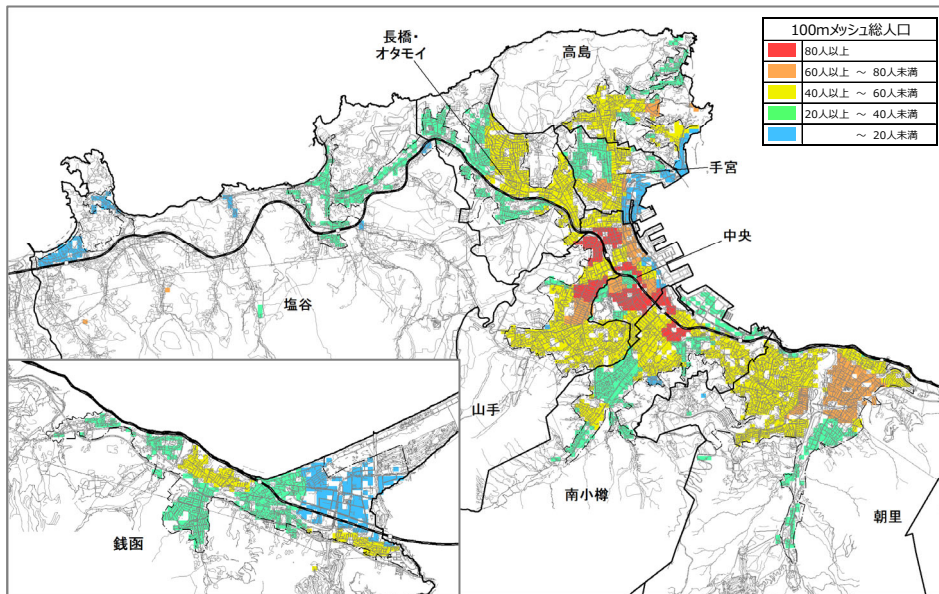 長橋・
オタモイ
高島
100mメッシュ総人口
80人以上
60人以上 ～ 80人未満
40人以上 ～ 60人未満
20人以上 ～ 40人未満
～ 20人未満
手宮
中央
塩谷
山手
南小樽
朝里
銭函